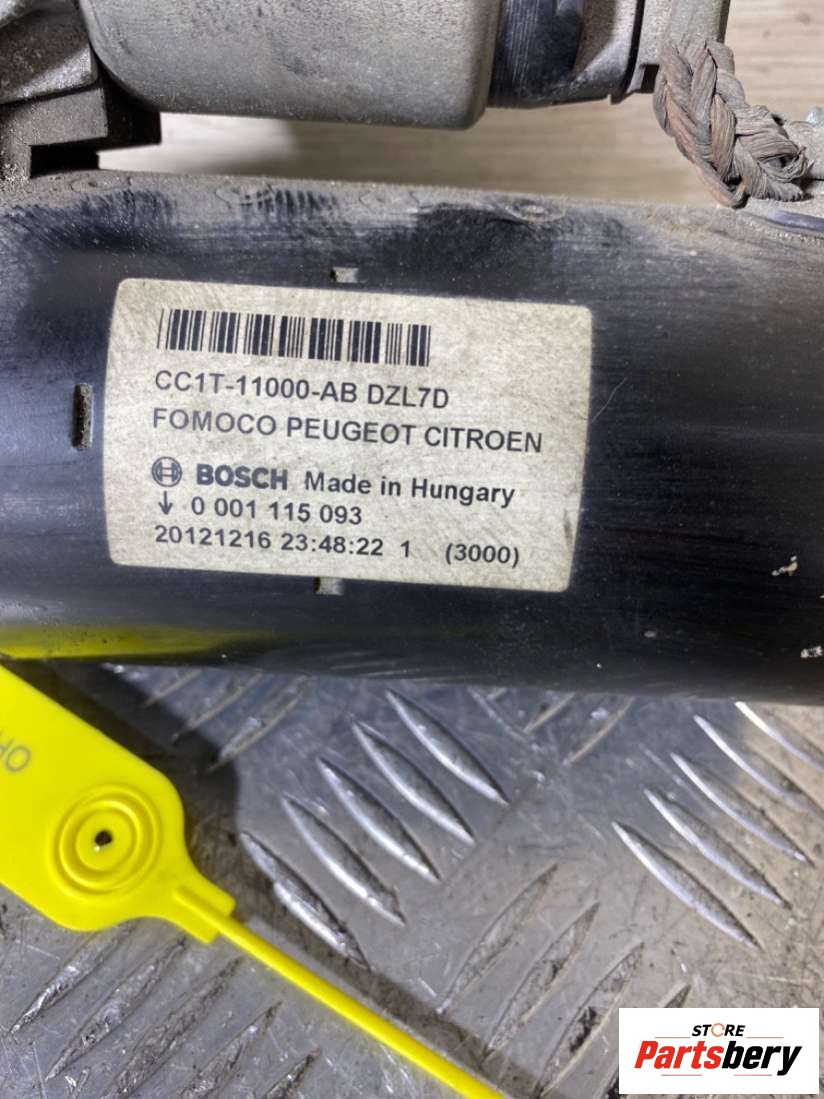 CC1T-11000-AB DZL7D
FOMOCO PEUGEOT CITROEN
BOSCH Made in Hungary
↓ 0 001 115 093
20121216 23:48:22 1 (3000)
STORE
Partsbery